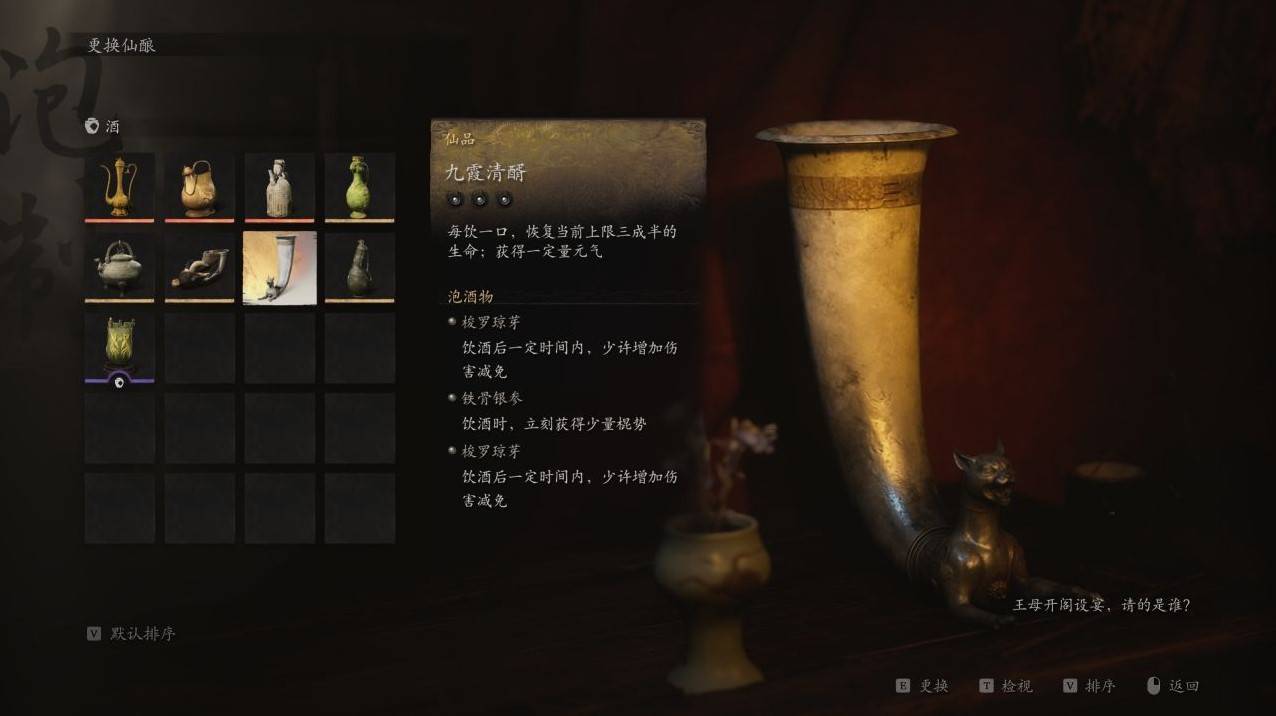 更换仙酿
泡制
酒
仙品
九霞清醑
每饮一口，恢复当前上限三成半的
生命；获得一定量元气
泡酒物
梭罗琼芽
饮酒后一定时间内，少许增加伤
害减免
铁骨银参
饮酒时，立刻获得少量棍势
梭罗琼芽
饮酒后一定时间内，少许增加伤
害减免
王母开阁设宴，请的是谁？
V 默认排序
E 更换 T 检视 V 排序 返回